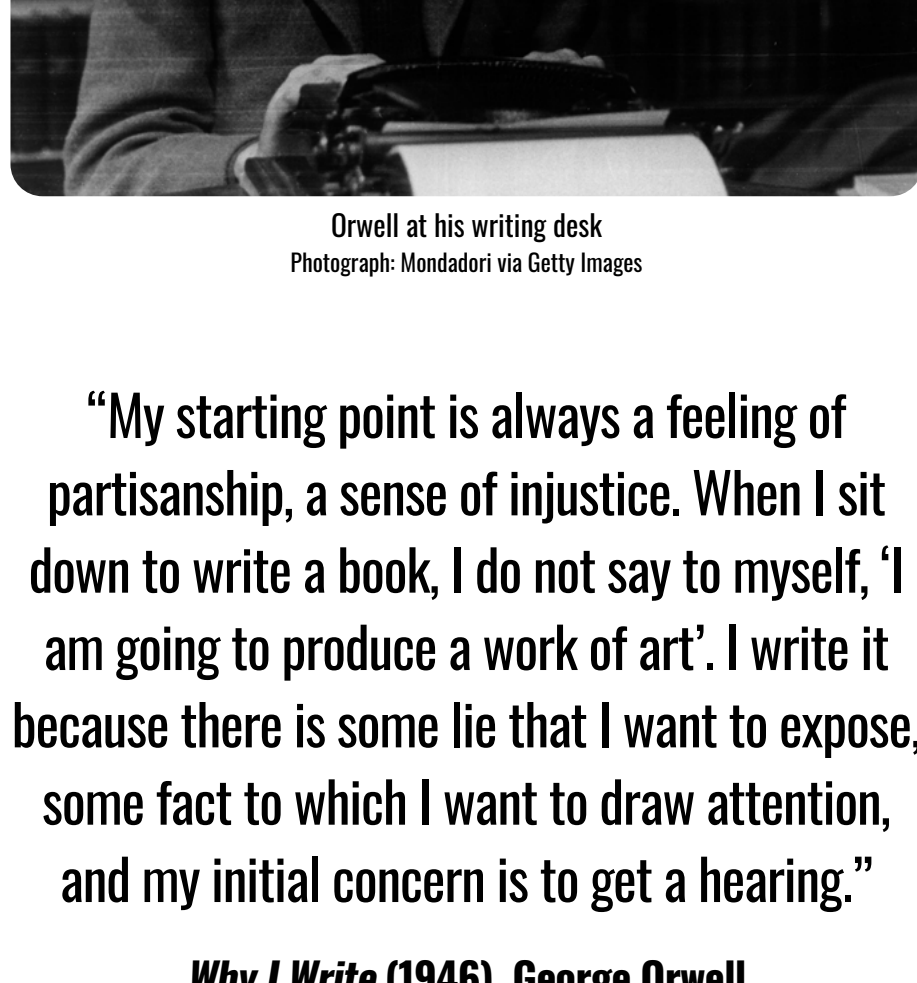 Orwell at his writing desk
Photograph: Mondadori via Getty Images
“My starting point is always a feeling of
partisanship, a sense of injustice. When I sit
down to write a book, I do not say to myself, ‘I
am going to produce a work of art’. I write it
because there is some lie that I want to expose,
some fact to which I want to draw attention,
and my initial concern is to get a hearing.”
Why I Write (1946), George Orwell